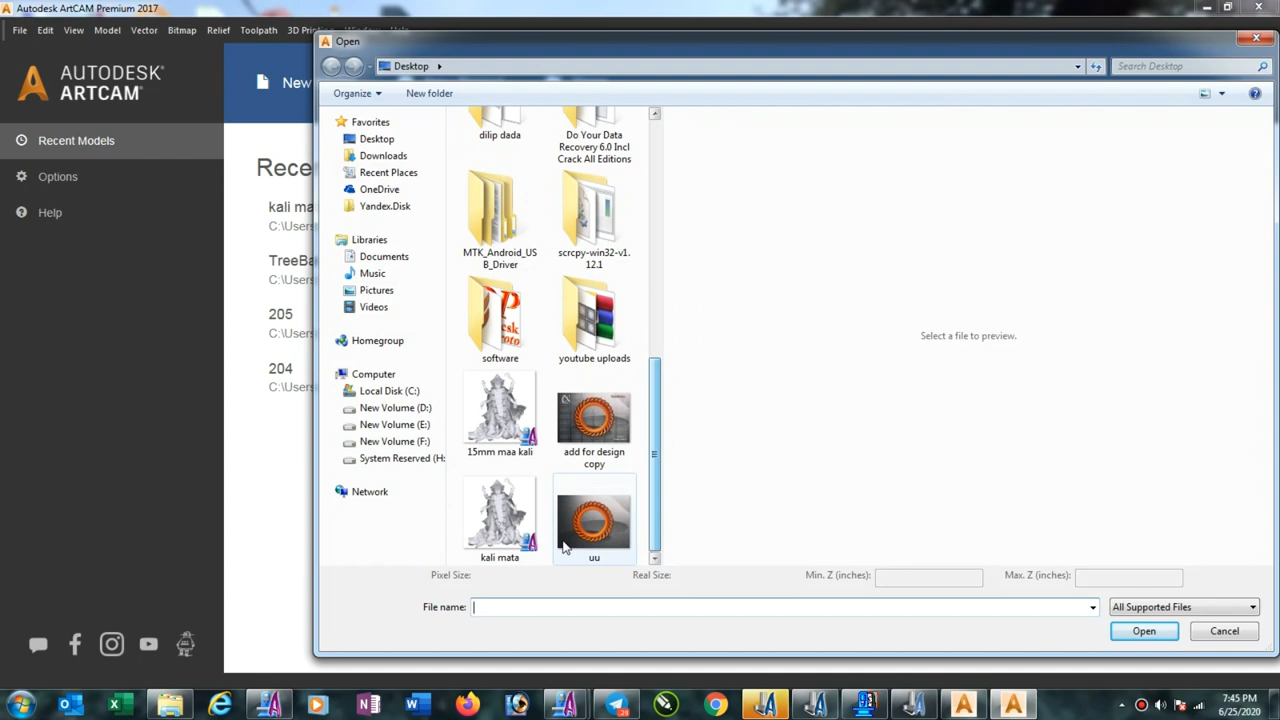 Autodesk ArtCAM Premium 2017
File Edit View Model Vector Bitmap Relief Toolpath 3D Pr
AUTODESK®
ARTCAM®
New
Recent Models
Options
Help
Rece
kali ma
C:\Users
TreeBa
C:\Users
205
C:\Users
204
C:\Users
Open
Desktop
Search Desktop
Organize
New folder
Favorites
Desktop
Downloads
Recent Places
OneDrive
Yandex.Disk
Libraries
Documents
Music
Pictures
Videos
Homegroup
Computer
Local Disk (C:)
New Volume (D:)
New Volume (E:)
New Volume (F:)
System Reserved (H:
Network
dilip dada
Do Your Data
Recovery 6.0 Incl
Crack All Editions
MTK_Android_US
B_Driver
scrcpy-win32-v1.
12.1
software
youtube uploads
15mm maa kali
add for design
copy
kali mata
uu
Select a file to preview.
Pixel Size:
Real Size:
Min. Z (inches):
Max. Z (inches):
File name:
All Supported Files
Open
Cancel
7:45 PM
6/25/2020